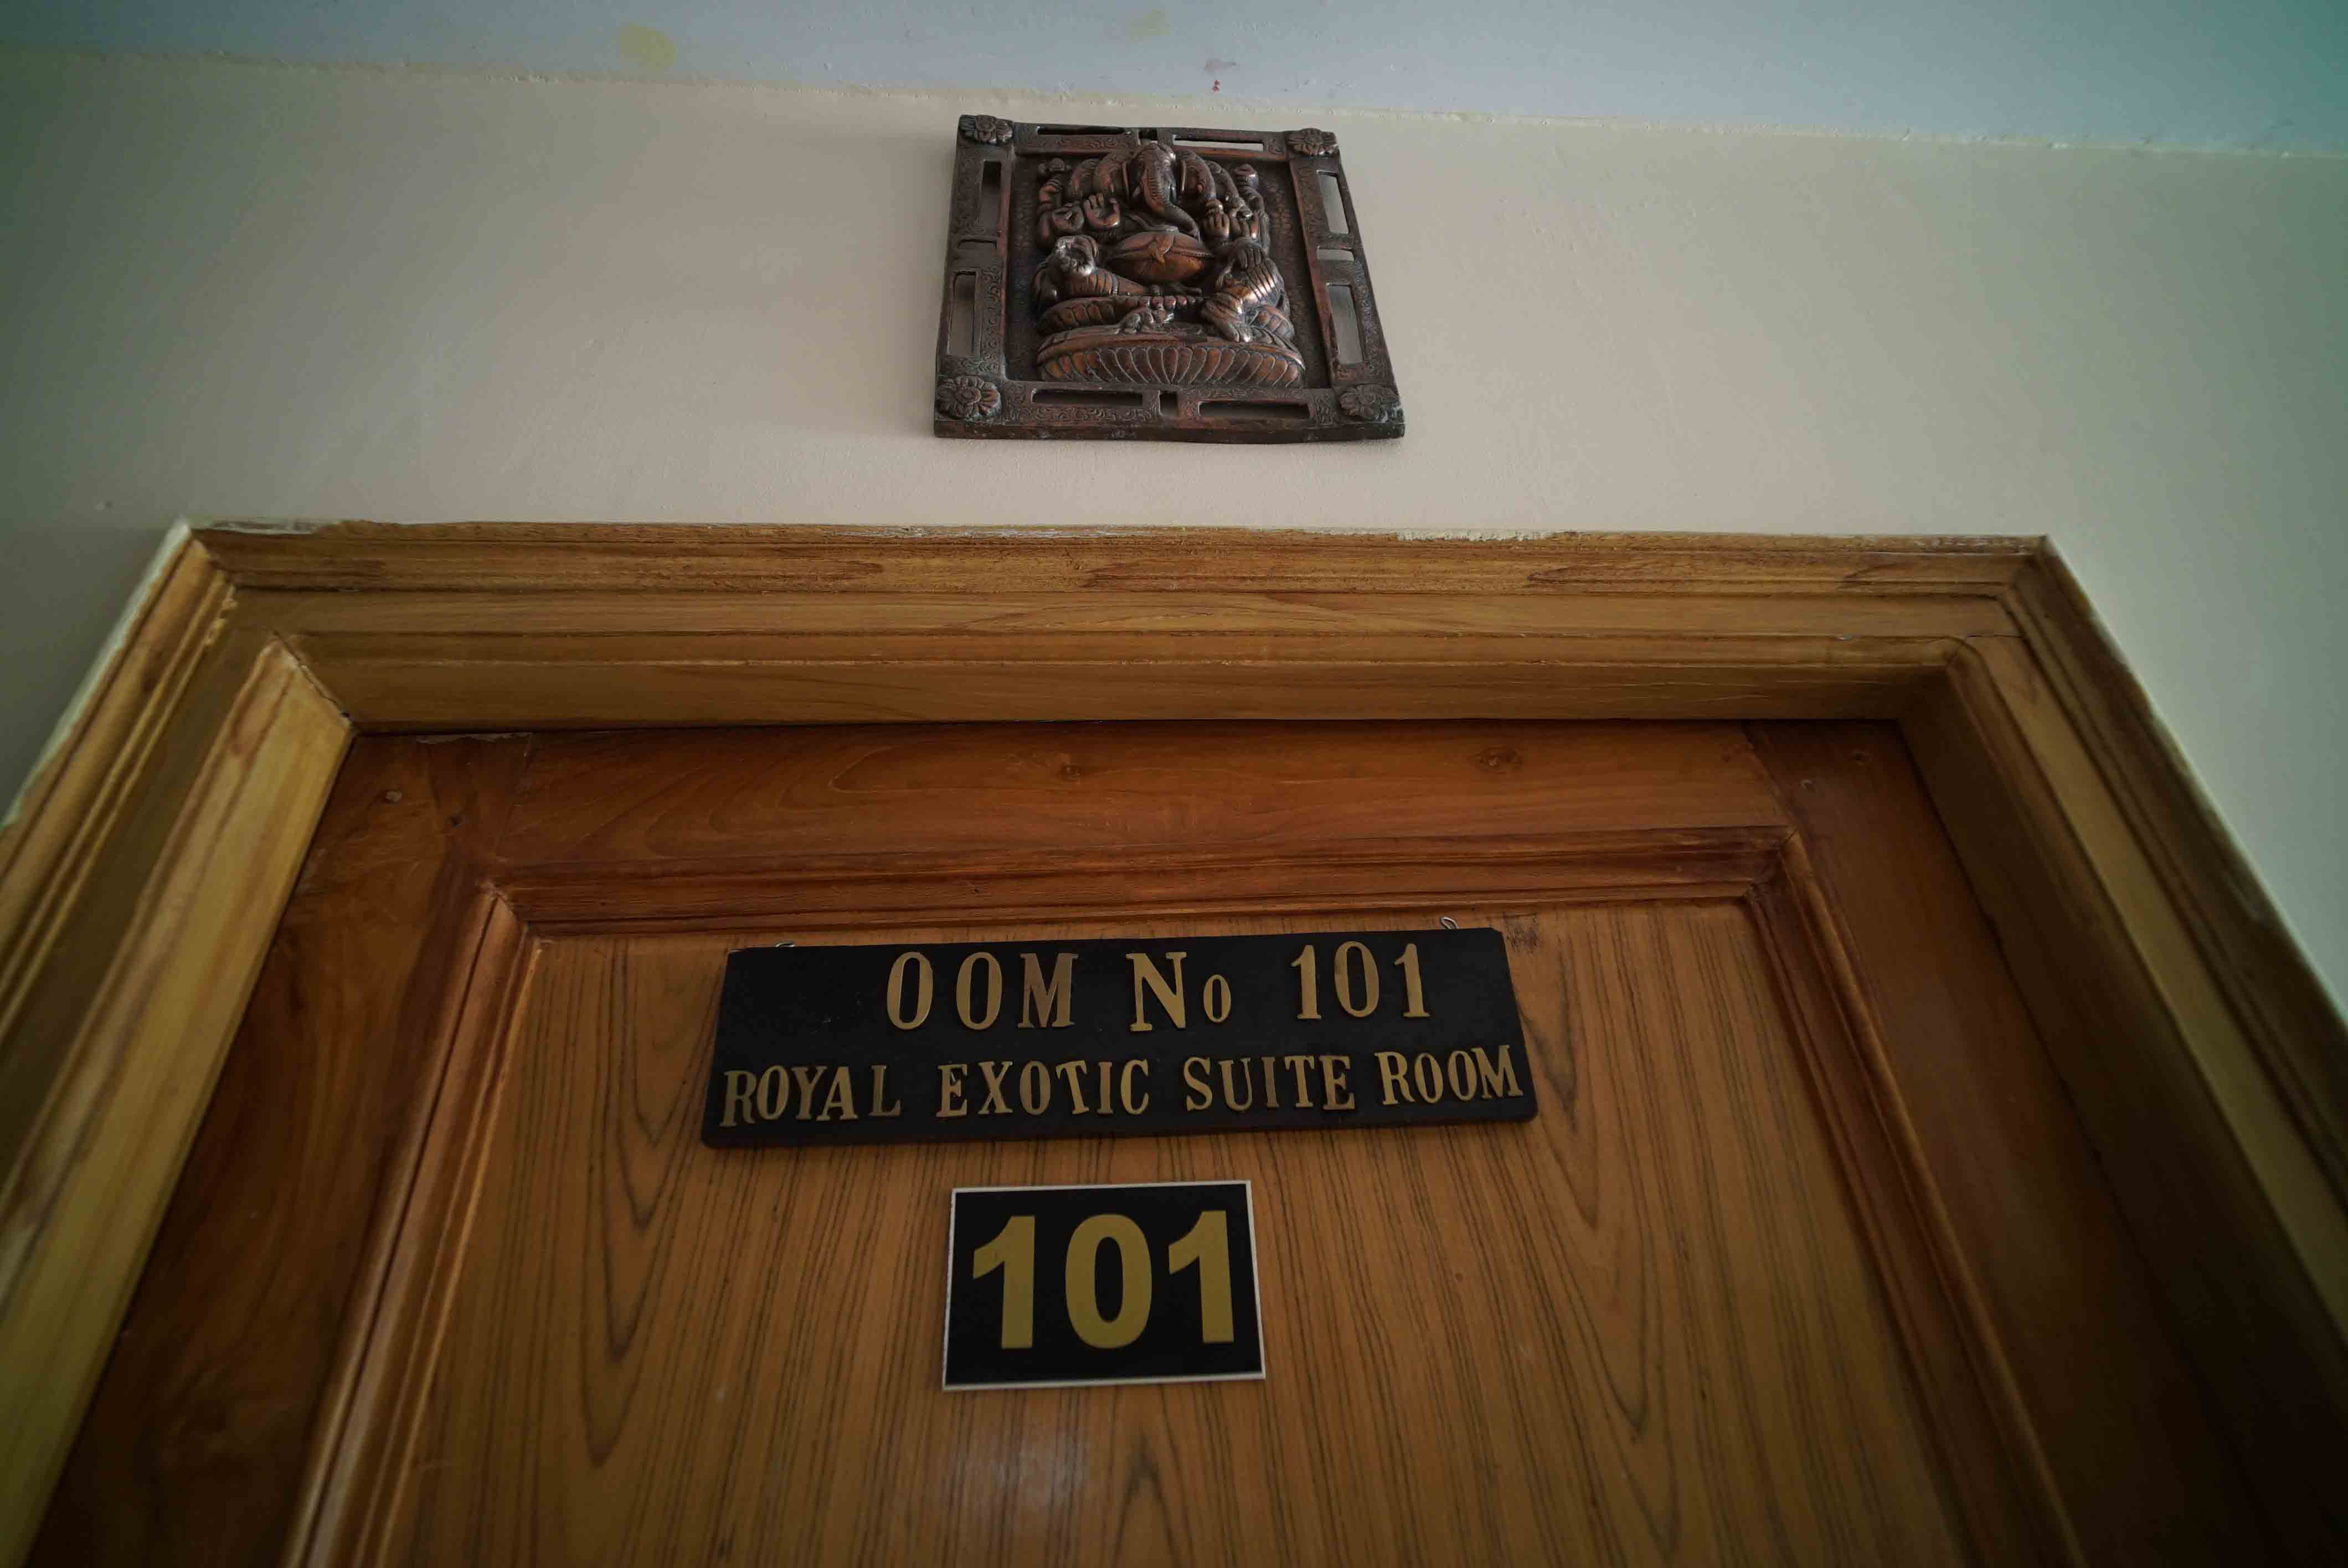 OOM No 101
ROYAL EXOTIC SUITE ROOM
101